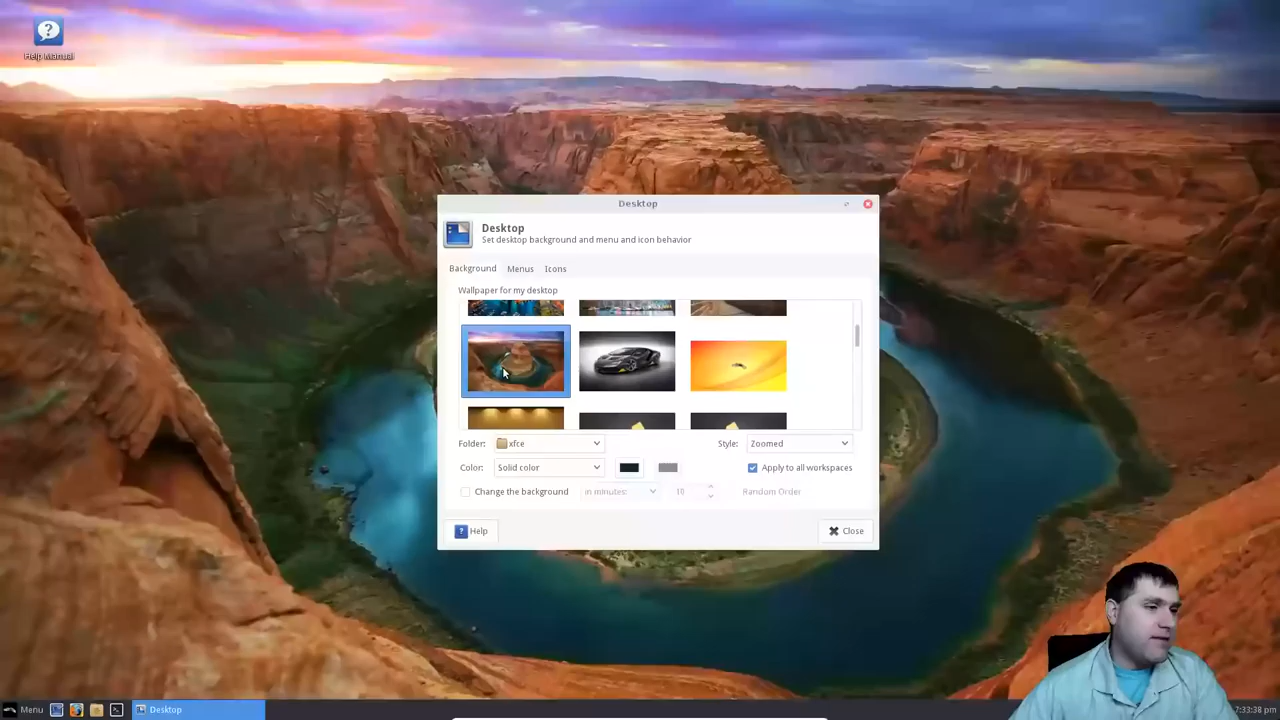 Help Manual
Desktop
Desktop
Set desktop background and menu and icon behavior
Background Menus Icons
Wallpaper for my desktop
Folder: xfce Style: Zoomed
Color: Solid color Apply to all workspaces
Change the background in minutes: 10 Random Order
Help Close
Menu Desktop 7:33:38 pm